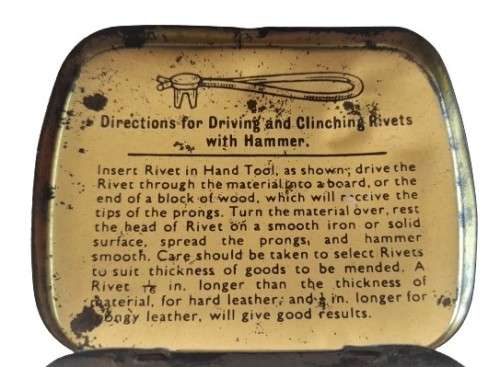 Directions for Driving and Clinching Rivets
with Hammer.
Insert Rivet in Hand Tool, as shown; drive the
Rivet through the material into a board, or the
end of a block of wood, which will receive the
tips of the prongs. Turn the material over, rest
the head of Rivet on a smooth iron or solid
surface, spread the prongs, and hammer
smooth. Care should be taken to select Rivets
to suit thickness of goods to be mended. A
Rivet in. longer than the thickness of
material, for hard leather, and in. longer for
spongy leather, will give good results.